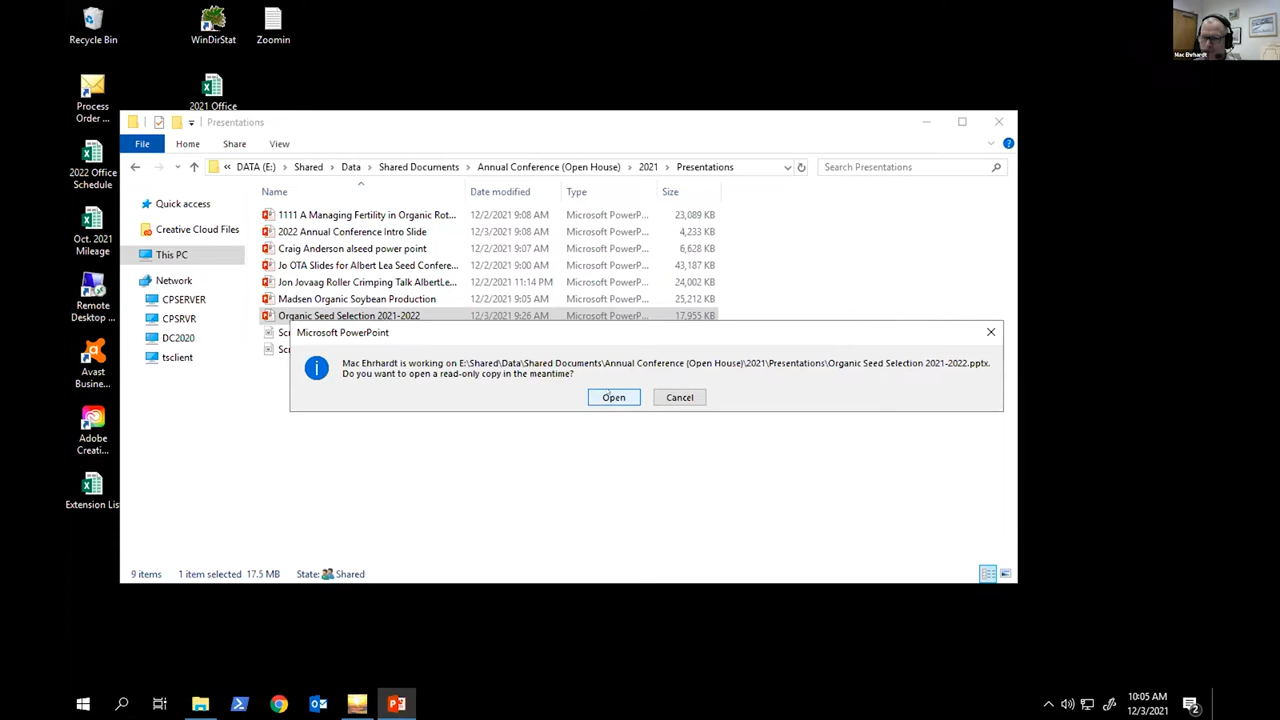 Recycle Bin
WinDirStat
Zoomin
Mac Ehrhardt
Process
Order ...
2021 Office
2022 Office
Schedule
Oct. 2021
Mileage
Remote
Desktop ...
Avast
Busine...
Adobe
Creati...
Extension List
Presentations
File Home Share View
« DATA (E:) › Shared › Data › Shared Documents › Annual Conference (Open House) › 2021 › Presentations
Search Presentations
Quick access
Creative Cloud Files
This PC
Network
CPSERVER
CPSRVR
DC2020
tsclient
Name Date modified Type Size
1111 A Managing Fertility in Organic Rot... 12/2/2021 9:08 AM Microsoft PowerP... 23,089 KB
2022 Annual Conference Intro Slide 12/3/2021 9:08 AM Microsoft PowerP... 4,233 KB
Craig Anderson alseed power point 12/2/2021 9:07 AM Microsoft PowerP... 6,628 KB
Jo OTA Slides for Albert Lea Seed Confere... 12/2/2021 9:00 AM Microsoft PowerP... 43,187 KB
Jon Jovaag Roller Crimping Talk AlbertLe... 12/2/2021 11:14 PM Microsoft PowerP... 24,002 KB
Madsen Organic Soybean Production 12/2/2021 9:05 AM Microsoft PowerP... 25,212 KB
Organic Seed Selection 2021-2022 12/3/2021 9:26 AM Microsoft PowerP... 17,955 KB
Microsoft PowerPoint
Mac Ehrhardt is working on E:\Shared\Data\Shared Documents\Annual Conference (Open House)\2021\Presentations\Organic Seed Selection 2021-2022.pptx.
Do you want to open a read-only copy in the meantime?
Open Cancel
9 items 1 item selected 17.5 MB State: Shared
10:05 AM
12/3/2021
2